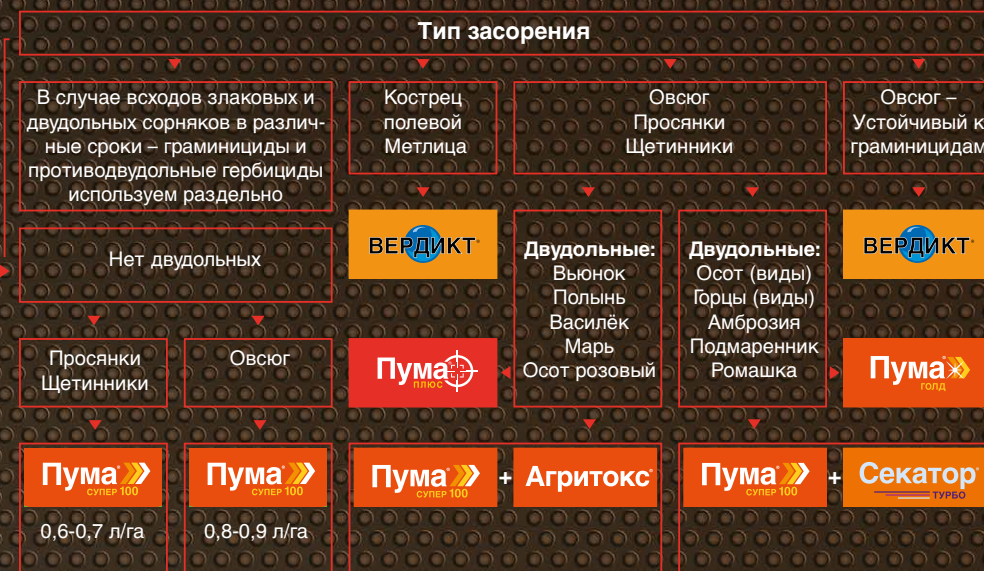 Тип засорения
В случае всходов злаковых и
двудольных сорняков в различ-
ные сроки – граминициды и
противодвудольные гербициды
используем раздельно
Кострец
полевой
Метлица
Овсюг
Просянки
Щетинники
Овсюг –
Устойчивый к
граминицидам
Нет двудольных
ВЕРДИКТ
Двудольные:
Вьюнок
Полынь
Василёк
Марь
Осот розовый
Двудольные:
Осот (виды)
Горцы (виды)
Амброзия
Подмаренник
Ромашка
ВЕРДИКТ
Просянки
Щетинники
Овсюг
Пума
ПЛЮС
Пума
ГОЛД
Пума
СУПЕР 100
0,6-0,7 л/га
Пума
СУПЕР 100
0,8-0,9 л/га
Пума
СУПЕР 100
+
Агритокс
Пума
СУПЕР 100
+
Секатор
ТУРБО